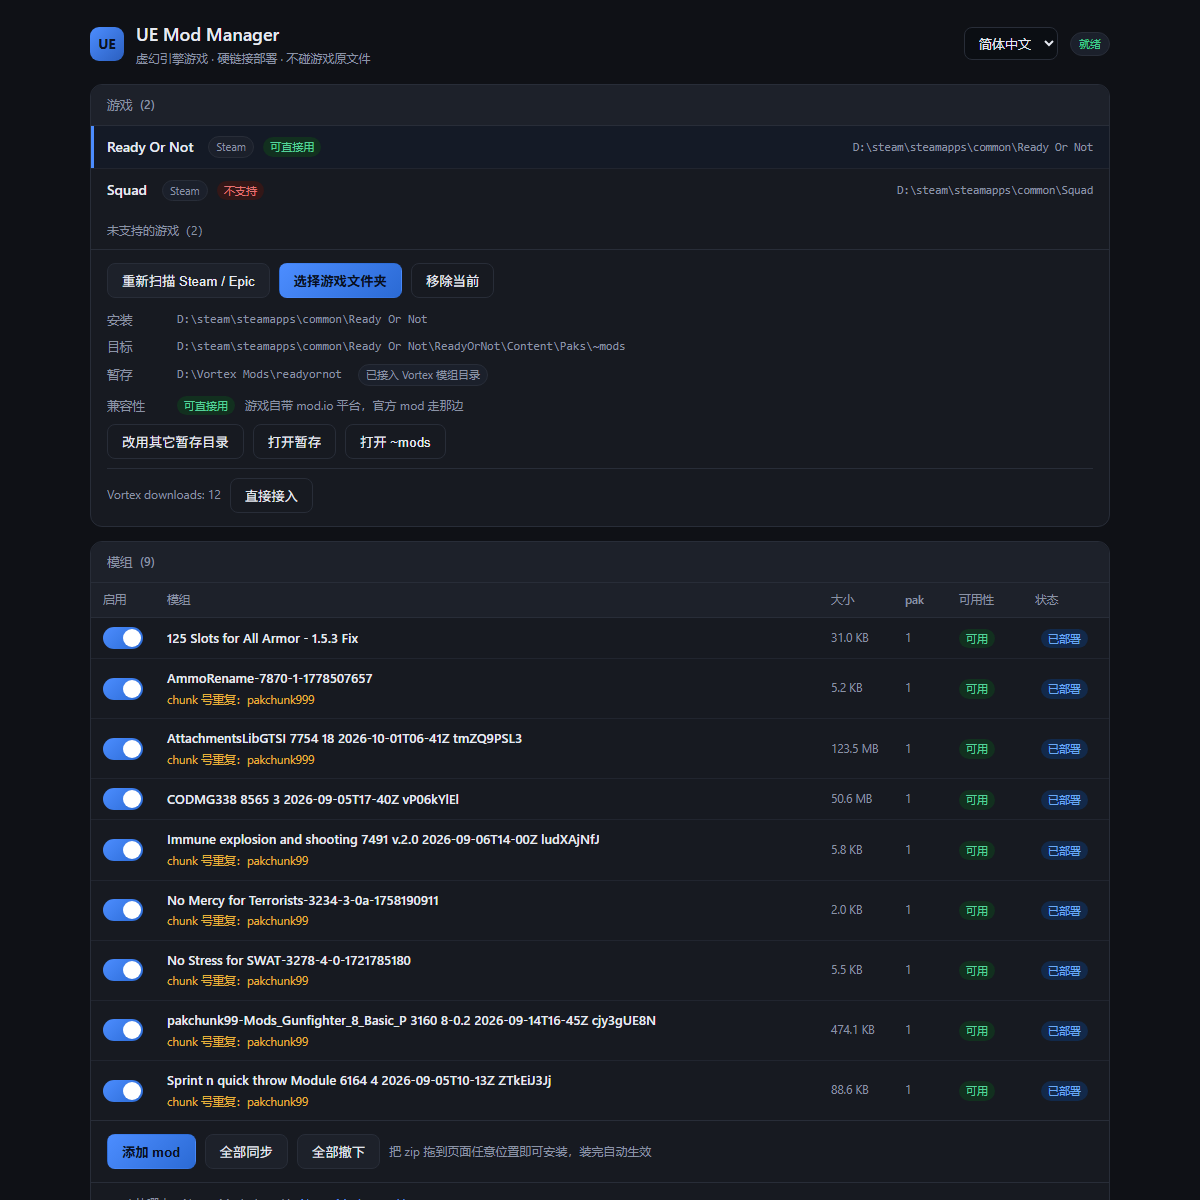 UE
UE Mod Manager
虚幻引擎游戏 · 硬链接部署 · 不碰游戏原文件
简体中文
就绪
游戏 (2)
Ready Or Not Steam 可直接用 D:\steam\steamapps\common\Ready Or Not
Squad Steam 不支持 D:\steam\steamapps\common\Squad
未支持的游戏 (2)
重新扫描 Steam / Epic 选择游戏文件夹 移除当前
安装 D:\steam\steamapps\common\Ready Or Not
目标 D:\steam\steamapps\common\Ready Or Not\ReadyOrNot\Content\Paks\~mods
暂存 D:\Vortex Mods\readyornot 已接入 Vortex 模组目录
兼容性 可直接用 游戏自带 mod.io 平台，官方 mod 走那边
改用其它暂存目录 打开暂存 打开 ~mods
Vortex downloads: 12 直接接入
模组 (9)
启用 模组 大小 pak 可用性 状态
125 Slots for All Armor - 1.5.3 Fix 31.0 KB 1 可用 已部署
AmmoRename-7870-1-1778507657 5.2 KB 1 可用 已部署
chunk 号重复：pakchunk999
AttachmentsLibGTSI 7754 18 2026-10-01T06-41Z tmZQ9PSL3 123.5 MB 1 可用 已部署
chunk 号重复：pakchunk999
CODMG338 8565 3 2026-09-05T17-40Z vP06kYlEl 50.6 MB 1 可用 已部署
Immune explosion and shooting 7491 v.2.0 2026-09-06T14-00Z ludXAjNfJ 5.8 KB 1 可用 已部署
chunk 号重复：pakchunk99
No Mercy for Terrorists-3234-3-0a-1758190911 2.0 KB 1 可用 已部署
chunk 号重复：pakchunk99
No Stress for SWAT-3278-4-0-1721785180 5.5 KB 1 可用 已部署
chunk 号重复：pakchunk99
pakchunk99-Mods_Gunfighter_8_Basic_P 3160 8-0.2 2026-09-14T16-45Z cjy3gUE8N 474.1 KB 1 可用 已部署
chunk 号重复：pakchunk99
Sprint n quick throw Module 6164 4 2026-09-05T10-13Z ZTkEiJ3Jj 88.6 KB 1 可用 已部署
chunk 号重复：pakchunk99
添加 mod 全部同步 全部撤下 把 zip 拖到页面任意位置即可安装，装完自动生效